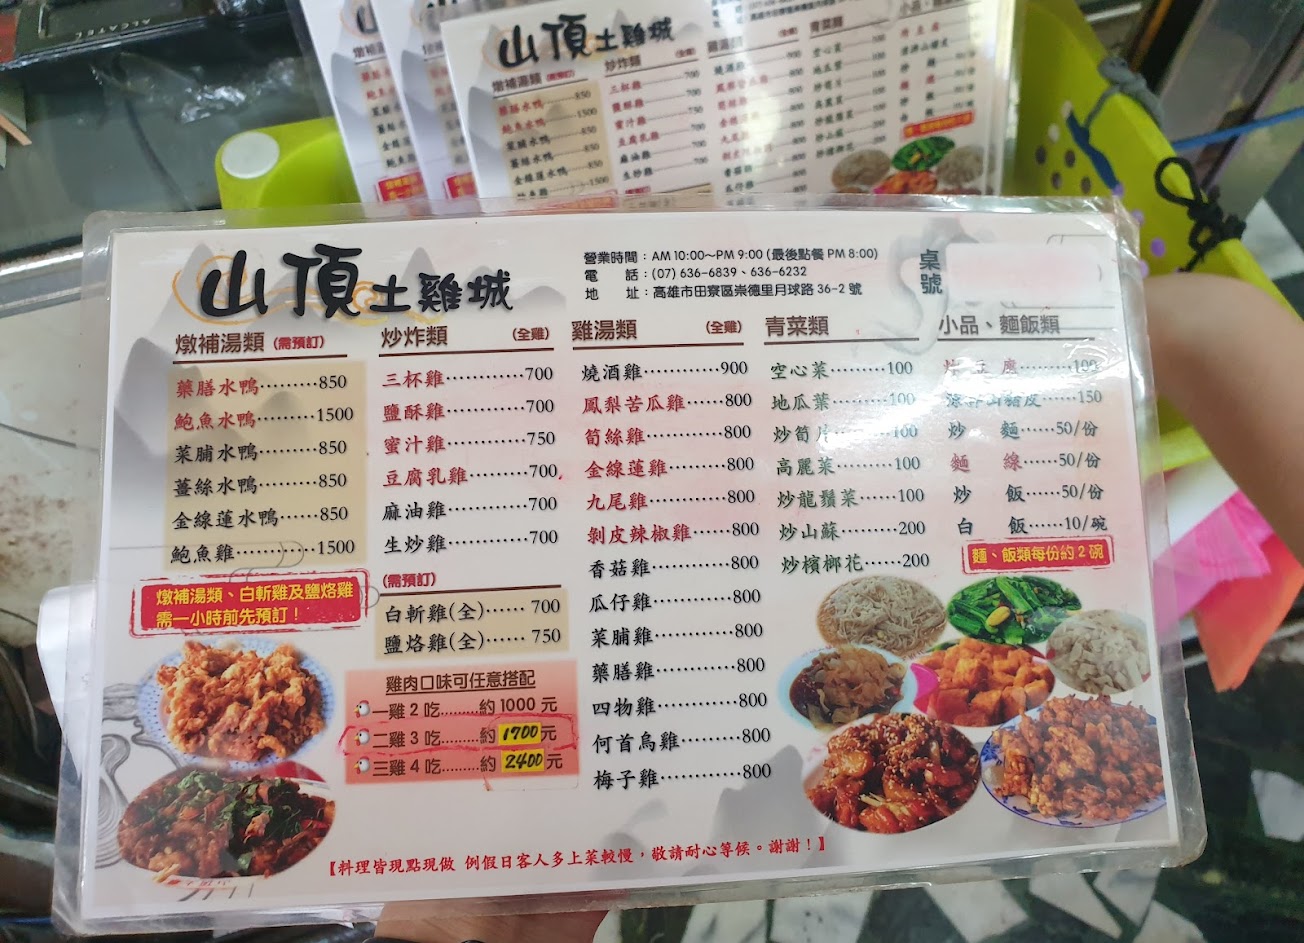 山頂土雞城
營業時間：AM 10:00～PM 9:00 (最後點餐 PM 8:00)
電　話：(07) 636-6839、636-6232
地　址：高雄市田寮區崇德里月球路 36-2 號
桌號
燉補湯類 (需預訂)
藥膳水鴨………850
鮑魚水鴨………1500
菜脯水鴨………850
薑絲水鴨………850
金線蓮水鴨……850
鮑魚雞…………1500
燉補湯類、白斬雞及鹽烙雞
需一小時前先預訂！
炒炸類 (全雞)
三杯雞…………700
鹽酥雞…………700
蜜汁雞…………750
豆腐乳雞………700
麻油雞…………700
生炒雞…………700
(需預訂)
白斬雞(全)……700
鹽烙雞(全)……750
雞肉口味可任意搭配
一雞 2 吃………約 1000 元
二雞 3 吃………約 1700 元
三雞 4 吃………約 2400 元
雞湯類 (全雞)
燒酒雞…………900
鳳梨苦瓜雞……800
筍絲雞…………800
金線蓮雞………800
九尾雞…………800
剝皮辣椒雞……800
香菇雞…………800
瓜仔雞…………800
菜脯雞…………800
藥膳雞…………800
四物雞…………800
何首烏雞………800
梅子雞…………800
青菜類
空心菜………100
地瓜葉………100
炒筍片………100
高麗菜………100
炒龍鬚菜……100
炒山蘇………200
炒檳榔花……200
小品、麵飯類
炸豆腐………100
涼拌山豬皮……150
炒　麵……50/份
麵　線……50/份
炒　飯……50/份
白　飯……10/碗
麵、飯類每份約 2 碗
【料理皆現點現做 例假日客人多上菜較慢，敬請耐心等候。謝謝！】